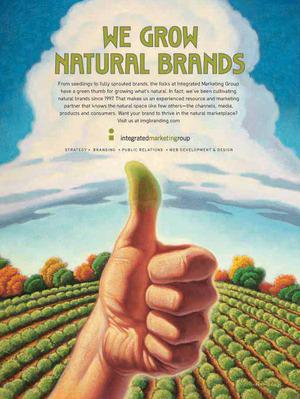 WE GROW
NATURAL BRANDS
From seedlings to fully sprouted brands, the folks at Integrated Marketing Group
have a green thumb for growing what's natural. In fact, we've been cultivating
natural brands since 1997. That makes us an experienced resource and marketing
partner that knows the natural space like few others—the channels, media,
products and consumers. Want your brand to thrive in the natural marketplace?
Visit us at imgbranding.com
integratedmarketinggroup
STRATEGY • BRANDING • PUBLIC RELATIONS • WEB DEVELOPMENT & DESIGN